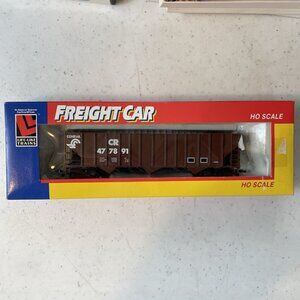 FREIGHT CAR
HO SCALE
LIFE-LIKE
TRAINS
CONRAIL
CR
477891
HO SCALE